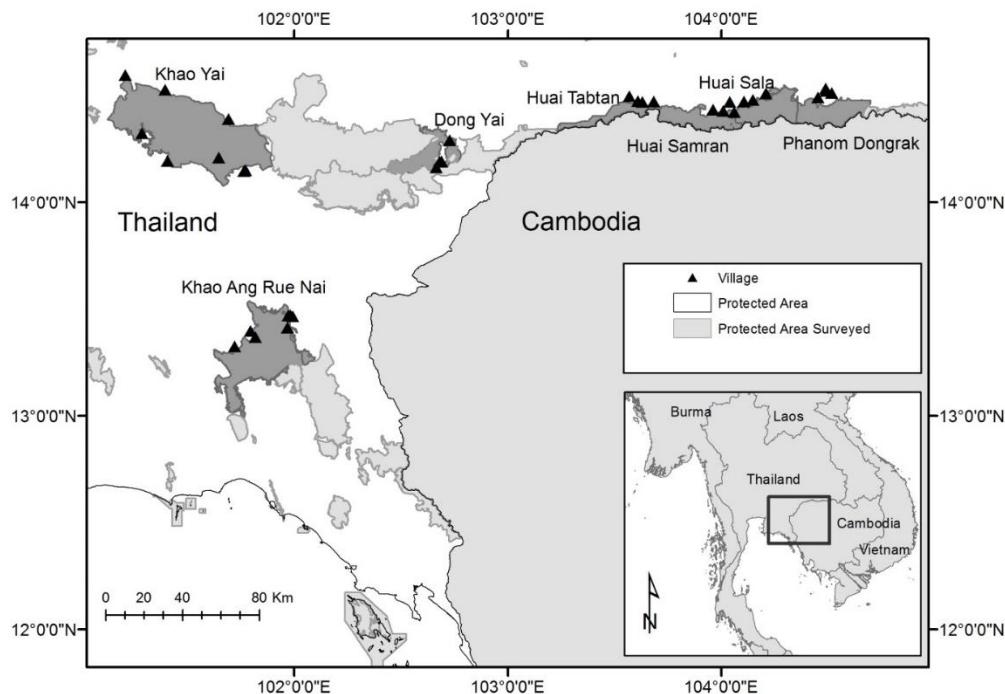 102°0'0"E 103°0'0"E 104°0'0"E
Khao Yai
Huai Sala
Huai Tabtan
Dong Yai
Huai Samran
Phanom Dongrak
14°0'0"N 14°0'0"N
Thailand
Cambodia
Khao Ang Rue Nai
Village
Protected Area
Protected Area Surveyed
13°0'0"N 13°0'0"N
Burma
Laos
Thailand
Cambodia
Vietnam
0 20 40 60 80 Km
N
12°0'0"N 12°0'0"N
102°0'0"E 103°0'0"E 104°0'0"E